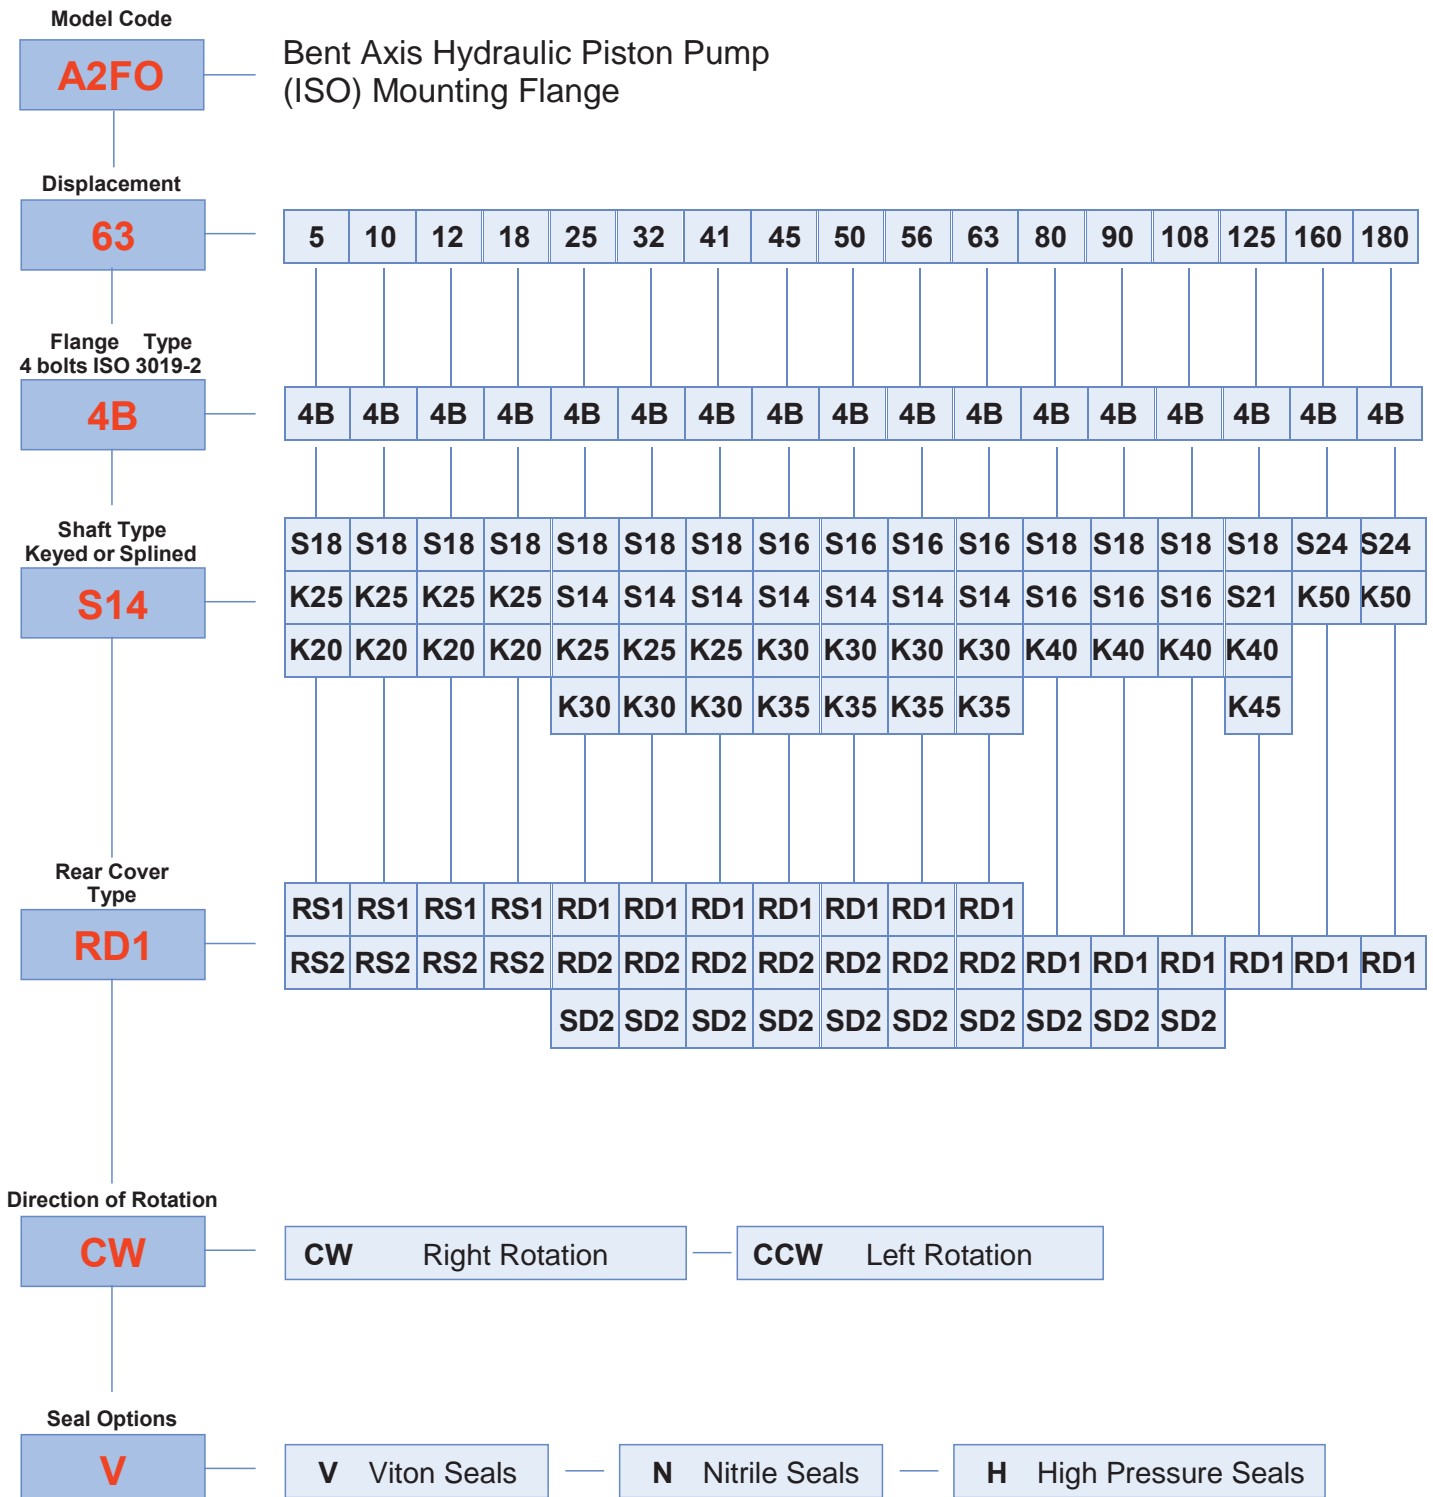 Model Code
A2FO
Bent Axis Hydraulic Piston Pump
(ISO) Mounting Flange
Displacement
63
5 10 12 18 25 32 41 45 50 56 63 80 90 108 125 160 180
Flange Type
4 bolts ISO 3019-2
4B
4B 4B 4B 4B 4B 4B 4B 4B 4B 4B 4B 4B 4B 4B 4B 4B 4B
Shaft Type
Keyed or Splined
S14
S18 S18 S18 S18 S18 S18 S18 S16 S16 S16 S16 S18 S18 S18 S18 S24 S24
K25 K25 K25 K25 S14 S14 S14 S14 S14 S14 S14 S16 S16 S16 S21 K50 K50
K20 K20 K20 K20 K25 K25 K25 K30 K30 K30 K30 K40 K40 K40 K40
K30 K30 K30 K35 K35 K35 K35 K45
Rear Cover
Type
RD1
RS1 RS1 RS1 RS1 RD1 RD1 RD1 RD1 RD1 RD1 RD1
RS2 RS2 RS2 RS2 RD2 RD2 RD2 RD2 RD2 RD2 RD2 RD1 RD1 RD1 RD1 RD1 RD1
SD2 SD2 SD2 SD2 SD2 SD2 SD2 SD2 SD2 SD2
Direction of Rotation
CW
CW Right Rotation CCW Left Rotation
Seal Options
V
V Viton Seals N Nitrile Seals H High Pressure Seals